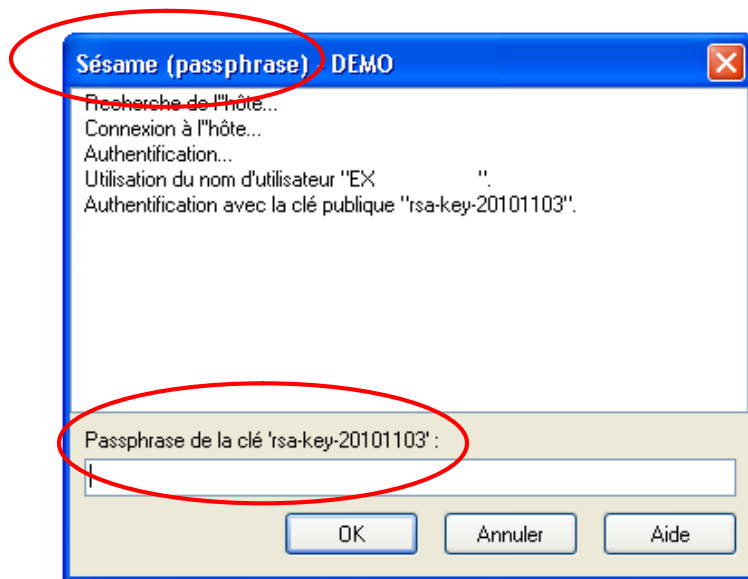 Sésame (passphrase) - DEMO
Recherche de l''hôte...
Connexion à l''hôte...
Authentification...
Utilisation du nom d'utilisateur "EX ".
Authentification avec la clé publique "rsa-key-20101103".
Passphrase de la clé 'rsa-key-20101103' :
OK Annuler Aide